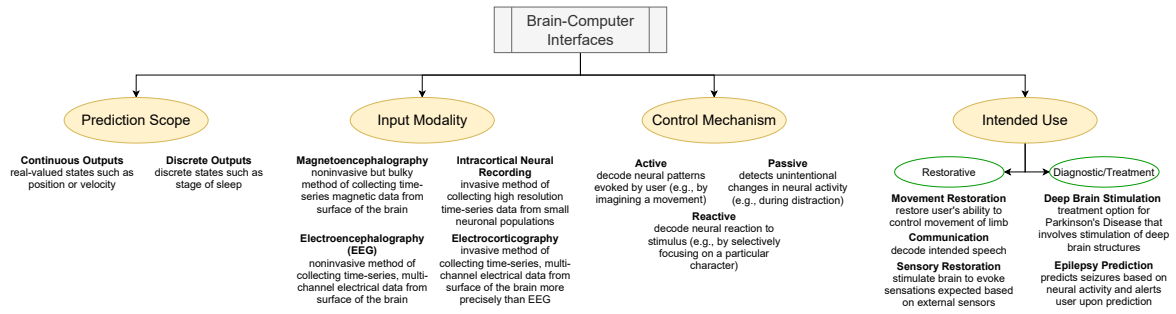 Brain-Computer
Interfaces
Prediction Scope
Input Modality
Control Mechanism
Intended Use
Continuous Outputs
real-valued states such as
position or velocity
Discrete Outputs
discrete states such as
stage of sleep
Magnetoencephalography
noninvasive but bulky
method of collecting time-
series magnetic data from
surface of the brain
Intracortical Neural
Recording
invasive method of
collecting high resolution
time-series data from small
neuronal populations
Electroencephalography
(EEG)
noninvasive method of
collecting time-series, multi-
channel electrical data from
surface of the brain
Electrocorticography
invasive method of
collecting time-series, multi-
channel electrical data from
surface of the brain more
precisely than EEG
Active
decode neural patterns
evoked by user (e.g., by
imagining a movement)
Passive
detects unintentional
changes in neural activity
(e.g., during distraction)
Reactive
decode neural reaction to
stimulus (e.g., by selectively
focusing on a particular
character)
Restorative
Diagnostic/Treatment
Movement Restoration
restore user's ability to
control movement of limb
Communication
decode intended speech
Sensory Restoration
stimulate brain to evoke
sensations expected based
on external sensors
Deep Brain Stimulation
treatment option for
Parkinson's Disease that
involves stimulation of deep
brain structures
Epilepsy Prediction
predicts seizures based on
neural activity and alerts
user upon prediction